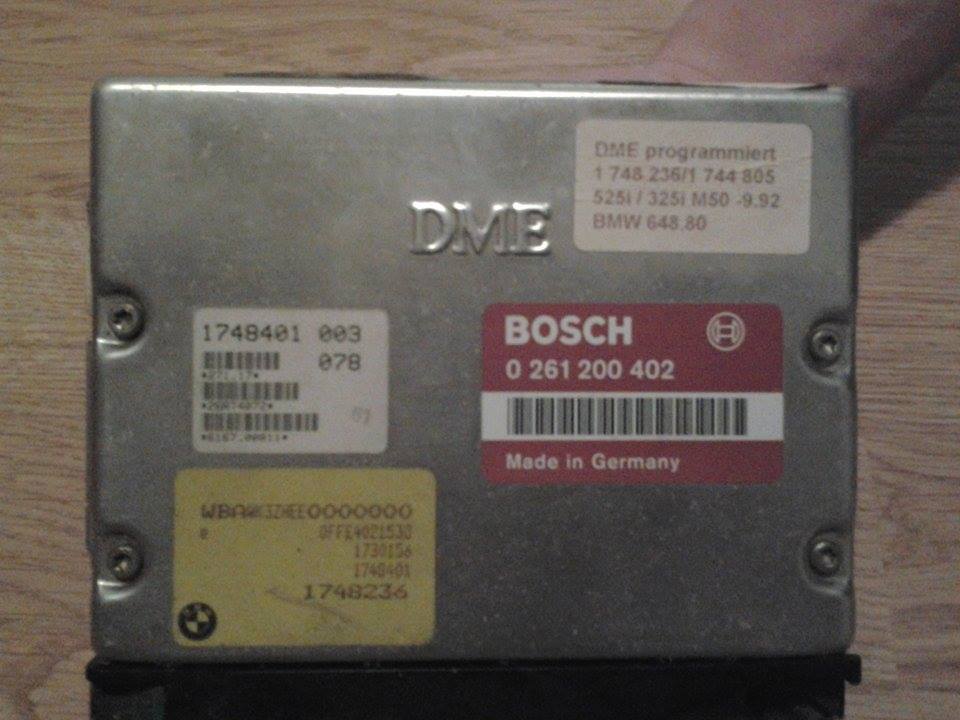 DME programmiert
1 748 236/1 744 805
525i / 325i M50 -9.92
BMW 648.80
DME
1748401 003
078
BOSCH
0 261 200 402
Made in Germany
0FFE4021530
1730156
1748401
1748236